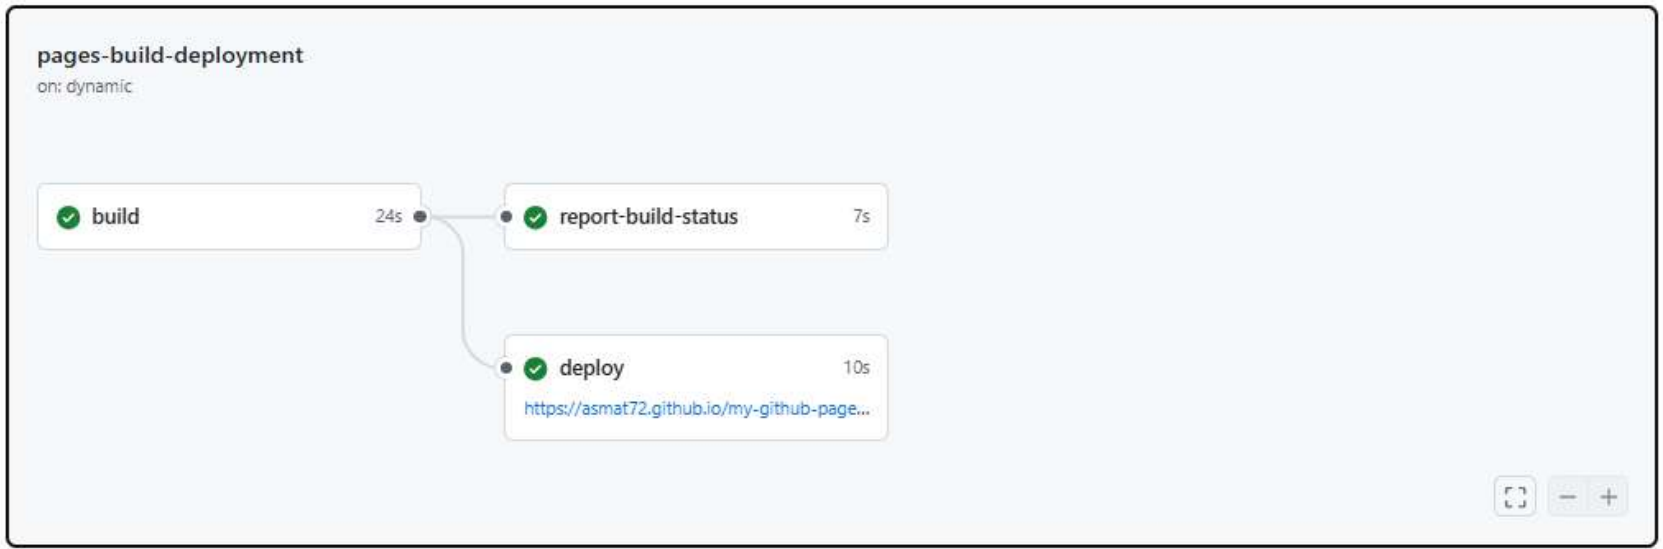 pages-build-deployment
on: dynamic
build 24s
report-build-status 7s
deploy 10s
https://asmat72.github.io/my-github-page...